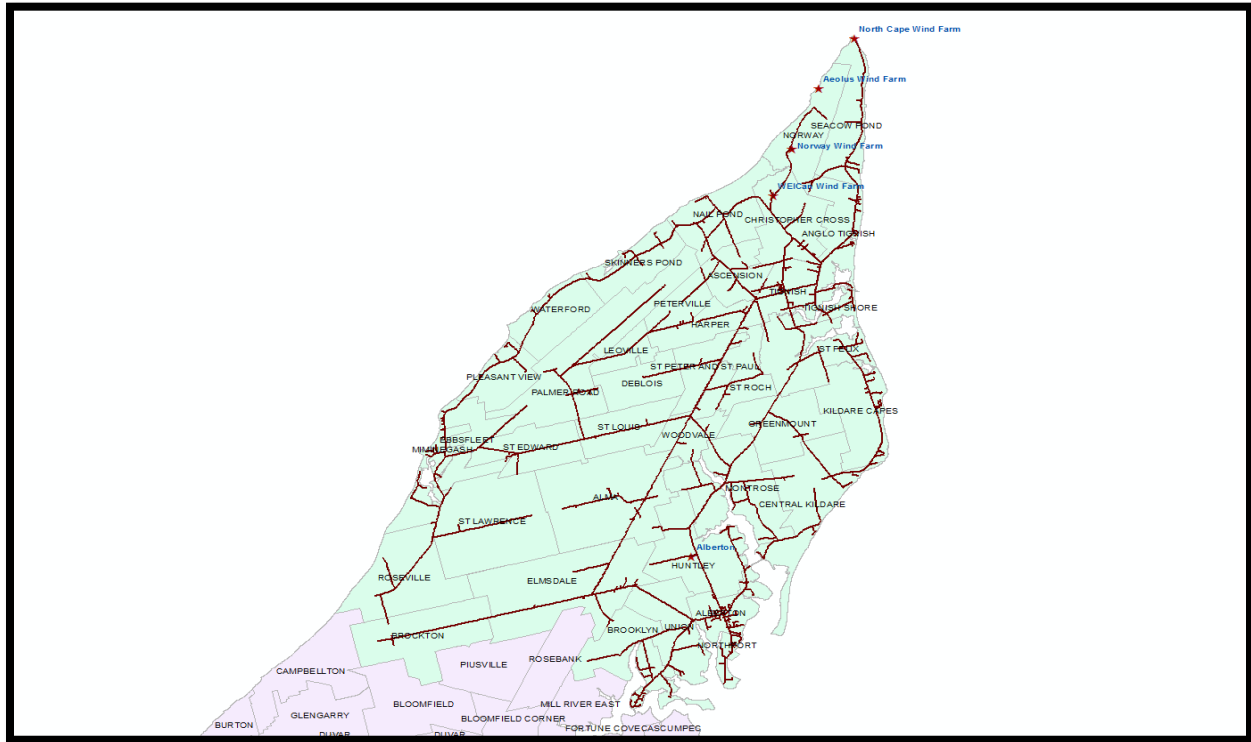 North Cape Wind Farm
Aeolus Wind Farm
SEACOW POND
NORWAY
Norway Wind Farm
WEICan Wind Farm
NAIL POND
CHRISTOPHER CROSS
ANGLO TIGNISH
SKINNERS POND
ASCENSION
TIGNISH
WATERFORD
PETERVILLE
TIGNISH SHORE
HARPER
LEOVILLE
ST FELIX
ST PETER AND ST PAUL
PLEASANT VIEW
DEBLOIS
ST ROCH
PALMER ROAD
KILDARE CAPES
ST LOUIS
GREENMOUNT
WOODVALE
EBBSFLEET
MIMINEGASH
ST EDWARD
MONTROSE
ALMA
CENTRAL KILDARE
ST LAWRENCE
Alberton
HUNTLEY
ROSEVILLE
ELMSDALE
ALBERTON
BROCKTON
BROOKLYN
UNION
NORTHPORT
ROSEBANK
PIUSVILLE
CAMPBELLTON
BLOOMFIELD
MILL RIVER EAST
GLENGARRY
BLOOMFIELD CORNER
BURTON
FORTUNE COVE
CASCUMPEC
DUVAR
DUVAR